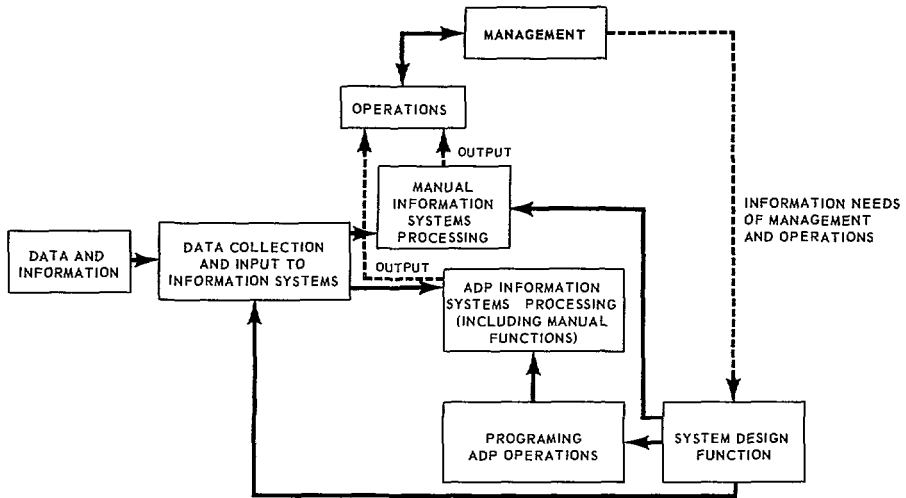 MANAGEMENT
OPERATIONS
OUTPUT
MANUAL
INFORMATION
SYSTEMS
PROCESSING
INFORMATION NEEDS
OF MANAGEMENT
AND OPERATIONS
DATA AND
INFORMATION
DATA COLLECTION
AND INPUT TO
INFORMATION SYSTEMS
OUTPUT
ADP INFORMATION
SYSTEMS PROCESSING
(INCLUDING MANUAL
FUNCTIONS)
PROGRAMING
ADP OPERATIONS
SYSTEM DESIGN
FUNCTION